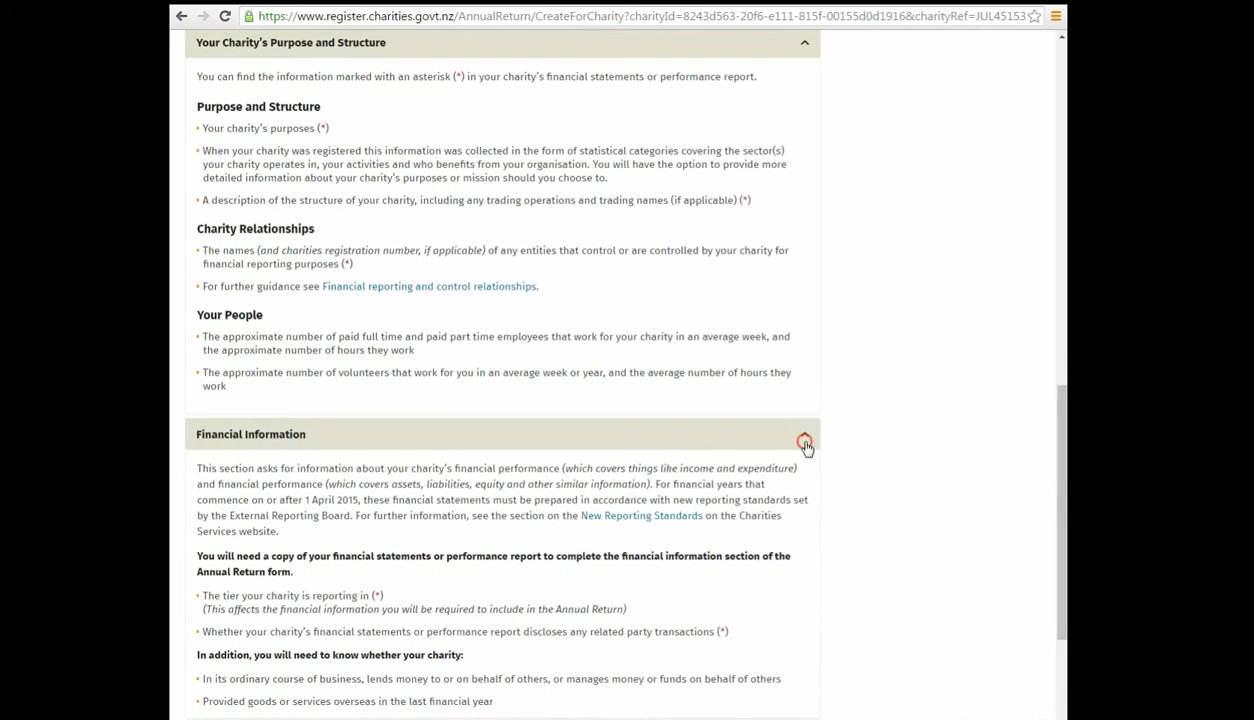 https://www.register.charities.govt.nz/AnnualReturn/CreateForCharity?charityId=8243d563-20f6-e111-815f-00155d0d1916&charityRef=JUL45153
Your Charity's Purpose and Structure
You can find the information marked with an asterisk (*) in your charity's financial statements or performance report.
Purpose and Structure
• Your charity's purposes (*)
• When your charity was registered this information was collected in the form of statistical categories covering the sector(s)
your charity operates in, your activities and who benefits from your organisation. You will have the option to provide more
detailed information about your charity's purposes or mission should you choose to.
• A description of the structure of your charity, including any trading operations and trading names (if applicable) (*)
Charity Relationships
• The names (and charities registration number, if applicable) of any entities that control or are controlled by your charity for
financial reporting purposes (*)
• For further guidance see Financial reporting and control relationships.
Your People
• The approximate number of paid full time and paid part time employees that work for your charity in an average week, and
the approximate number of hours they work
• The approximate number of volunteers that work for you in an average week or year, and the average number of hours they
work
Financial Information
This section asks for information about your charity's financial performance (which covers things like income and expenditure)
and financial performance (which covers assets, liabilities, equity and other similar information). For financial years that
commence on or after 1 April 2015, these financial statements must be prepared in accordance with new reporting standards set
by the External Reporting Board. For further information, see the section on the New Reporting Standards on the Charities
Services website.
You will need a copy of your financial statements or performance report to complete the financial information section of the
Annual Return form.
• The tier your charity is reporting in (*)
(This affects the financial information you will be required to include in the Annual Return)
• Whether your charity's financial statements or performance report discloses any related party transactions (*)
In addition, you will need to know whether your charity:
• In its ordinary course of business, lends money to or on behalf of others, or manages money or funds on behalf of others
• Provided goods or services overseas in the last financial year